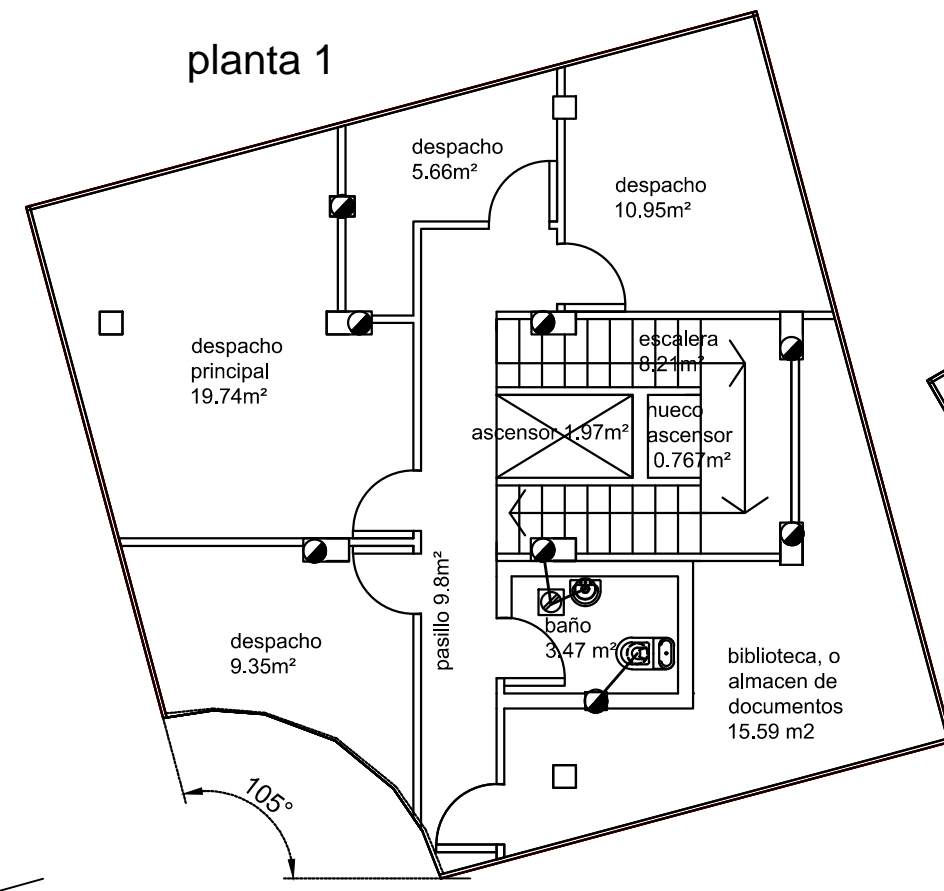 planta 1
despacho
5.66m²
despacho
10.95m²
despacho
principal
19.74m²
escalera
8.21m²
ascensor 1.97m²
hueco
ascensor
0.767m²
pasillo 9.8m²
despacho
9.35m²
baño
3.47 m²
biblioteca, o
almacen de
documentos
15.59 m2
105°